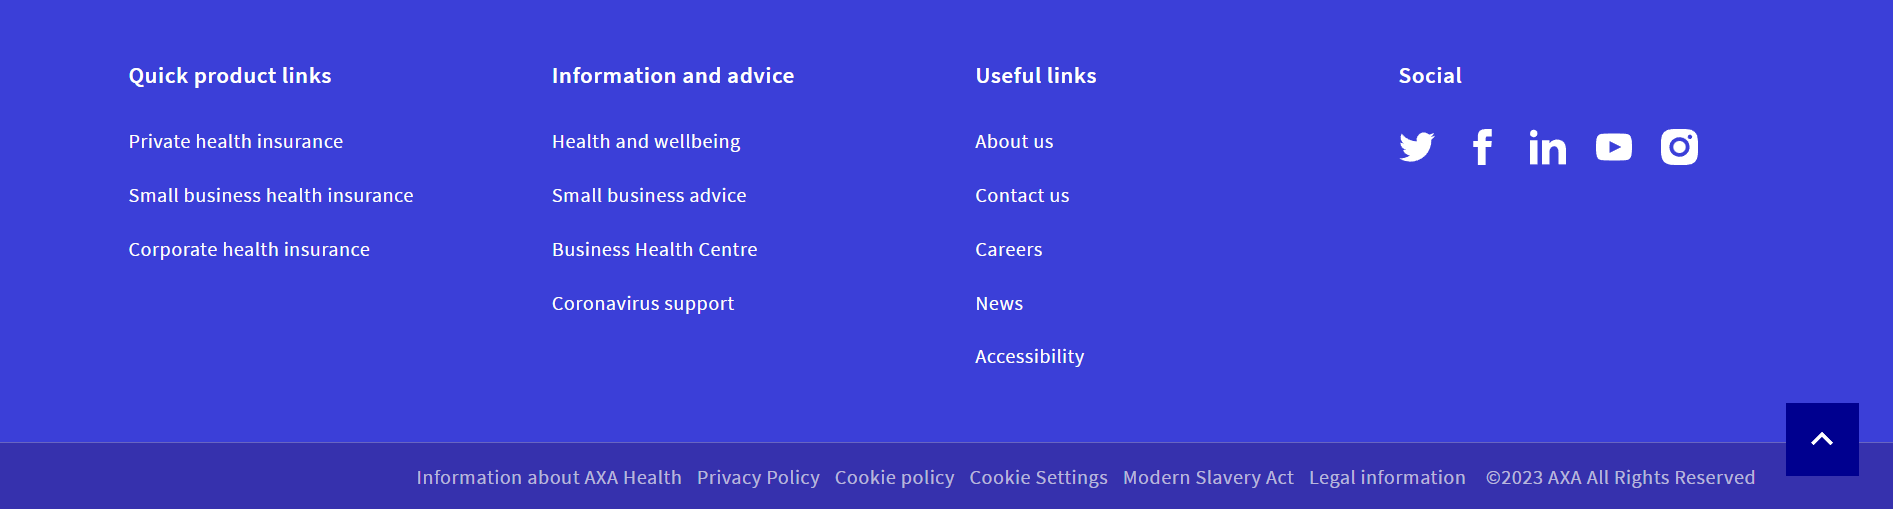 Quick product links
Private health insurance
Small business health insurance
Corporate health insurance
Information and advice
Health and wellbeing
Small business advice
Business Health Centre
Coronavirus support
Useful links
About us
Contact us
Careers
News
Accessibility
Social
Information about AXA Health Privacy Policy Cookie policy Cookie Settings Modern Slavery Act Legal information ©2023 AXA All Rights Reserved